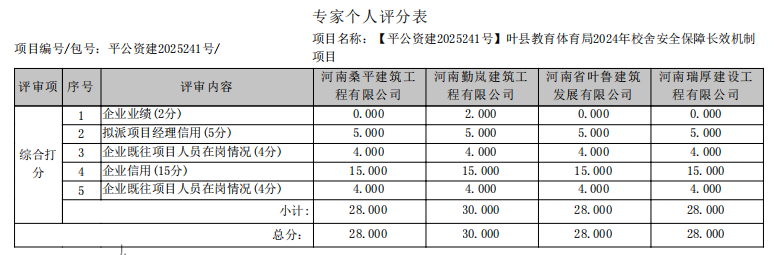 专家个人评分表
项目编号/包号: 平公资建2025241号/
项目名称: 【平公资建2025241号】叶县教育体育局2024年校舍安全保障长效机制
项目
评审项 序号 评审内容 河南桑平建筑工程有限公司 河南勤岚建筑工程有限公司 河南省叶鲁建筑发展有限公司 河南瑞厚建设工程有限公司
综合打分
1 企业业绩(2分) 0.000 2.000 0.000 0.000
2 拟派项目经理信用(5分) 5.000 5.000 5.000 5.000
3 企业既往项目人员在岗情况(4分) 4.000 4.000 4.000 4.000
4 企业信用(15分) 15.000 15.000 15.000 15.000
5 企业既往项目人员在岗情况(4分) 4.000 4.000 4.000 4.000
小计: 28.000 30.000 28.000 28.000
总分: 28.000 30.000 28.000 28.000